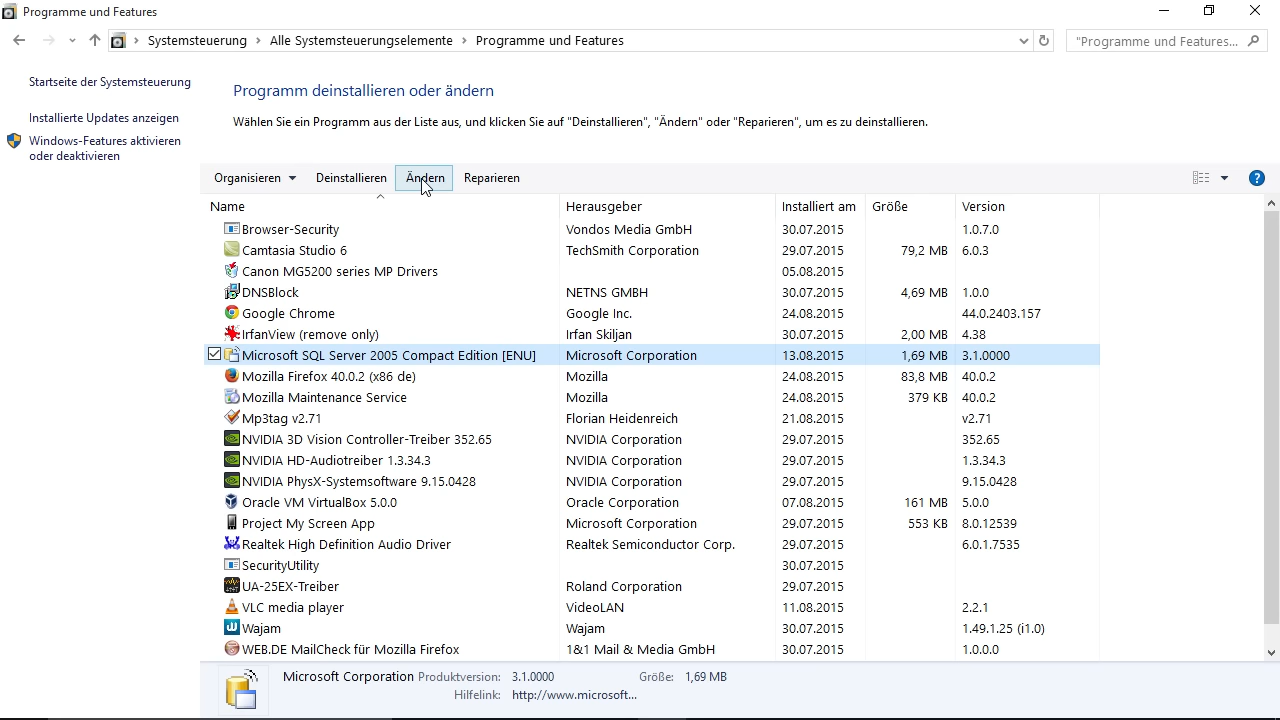 Programme und Features
Systemsteuerung > Alle Systemsteuerungselemente > Programme und Features
"Programme und Features...
Startseite der Systemsteuerung
Installierte Updates anzeigen
Windows-Features aktivieren
oder deaktivieren
Programm deinstallieren oder ändern
Wählen Sie ein Programm aus der Liste aus, und klicken Sie auf "Deinstallieren", "Ändern" oder "Reparieren", um es zu deinstallieren.
Organisieren Deinstallieren Ändern Reparieren
Name Herausgeber Installiert am Größe Version
Browser-Security Vondos Media GmbH 30.07.2015 1.0.7.0
Camtasia Studio 6 TechSmith Corporation 29.07.2015 79,2 MB 6.0.3
Canon MG5200 series MP Drivers 05.08.2015
DNSBlock NETNS GMBH 30.07.2015 4,69 MB 1.0.0
Google Chrome Google Inc. 24.08.2015 44.0.2403.157
IrfanView (remove only) Irfan Skiljan 30.07.2015 2,00 MB 4.38
Microsoft SQL Server 2005 Compact Edition [ENU] Microsoft Corporation 13.08.2015 1,69 MB 3.1.0000
Mozilla Firefox 40.0.2 (x86 de) Mozilla 24.08.2015 83,8 MB 40.0.2
Mozilla Maintenance Service Mozilla 24.08.2015 379 KB 40.0.2
Mp3tag v2.71 Florian Heidenreich 21.08.2015 v2.71
NVIDIA 3D Vision Controller-Treiber 352.65 NVIDIA Corporation 29.07.2015 352.65
NVIDIA HD-Audiotreiber 1.3.34.3 NVIDIA Corporation 29.07.2015 1.3.34.3
NVIDIA PhysX-Systemsoftware 9.15.0428 NVIDIA Corporation 29.07.2015 9.15.0428
Oracle VM VirtualBox 5.0.0 Oracle Corporation 07.08.2015 161 MB 5.0.0
Project My Screen App Microsoft Corporation 29.07.2015 553 KB 8.0.12539
Realtek High Definition Audio Driver Realtek Semiconductor Corp. 29.07.2015 6.0.1.7535
SecurityUtility 30.07.2015
UA-25EX-Treiber Roland Corporation 29.07.2015
VLC media player VideoLAN 11.08.2015 2.2.1
Wajam Wajam 30.07.2015 1.49.1.25 (i1.0)
WEB.DE MailCheck für Mozilla Firefox 1&1 Mail & Media GmbH 30.07.2015 1.0.0.0
Microsoft Corporation Produktversion: 3.1.0000 Größe: 1,69 MB
Hilfelink: http://www.microsoft...